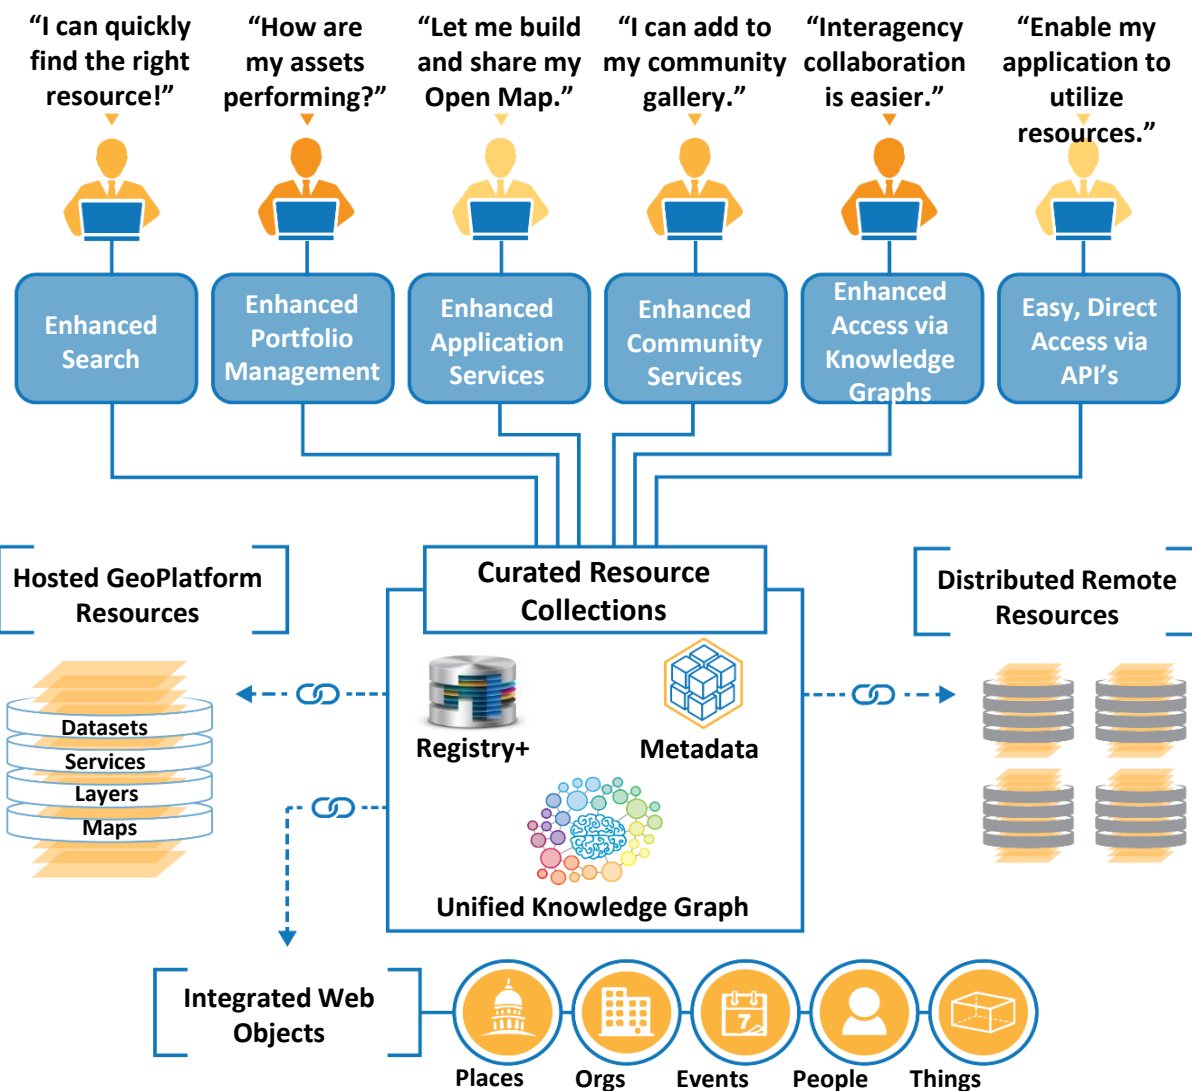 “I can quickly
find the right
resource!”
“How are
my assets
performing?”
“Let me build
and share my
Open Map.”
“I can add to
my community
gallery.”
“Interagency
collaboration
is easier.”
“Enable my
application to
utilize
resources.”
Enhanced
Search
Enhanced
Portfolio
Management
Enhanced
Application
Services
Enhanced
Community
Services
Enhanced
Access via
Knowledge
Graphs
Easy, Direct
Access via
API’s
Hosted GeoPlatform
Resources
Curated Resource
Collections
Distributed Remote
Resources
Datasets
Services
Layers
Maps
Registry+
Metadata
Unified Knowledge Graph
Integrated Web
Objects
7
Places
Orgs
Events
People
Things